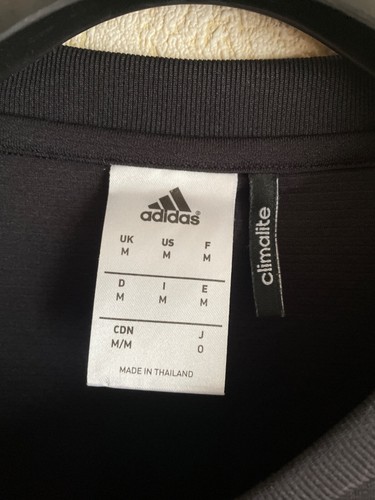 adidas®
UK US F
M M M
D I E
M M M
CDN J
M/M O
MADE IN THAILAND
climalite